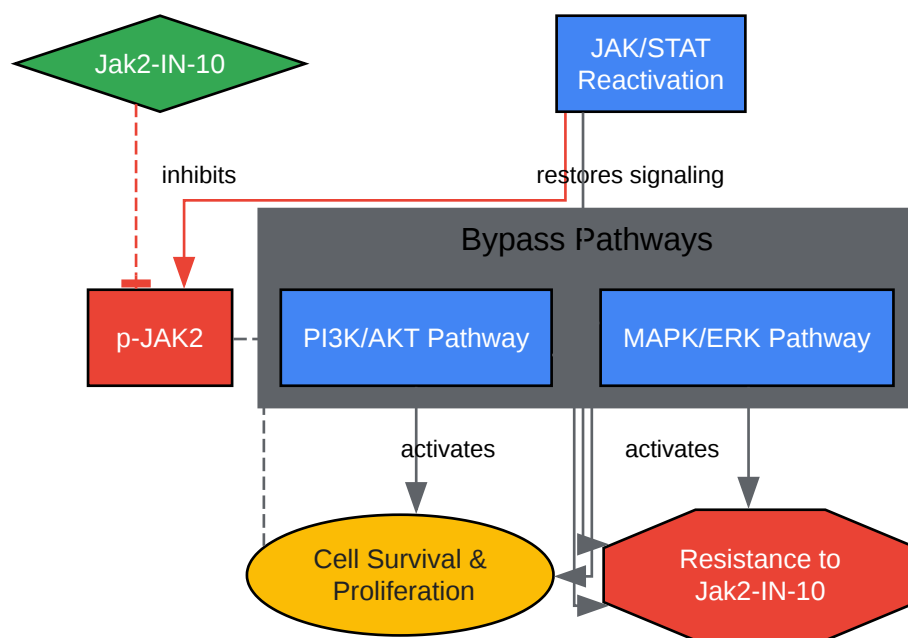 Jak2-IN-10
JAK/STAT
Reactivation
inhibits
restores signaling
Bypass Pathways
p-JAK2
PI3K/AKT Pathway
MAPK/ERK Pathway
activates
activates
Cell Survival &
Proliferation
Resistance to
Jak2-IN-10